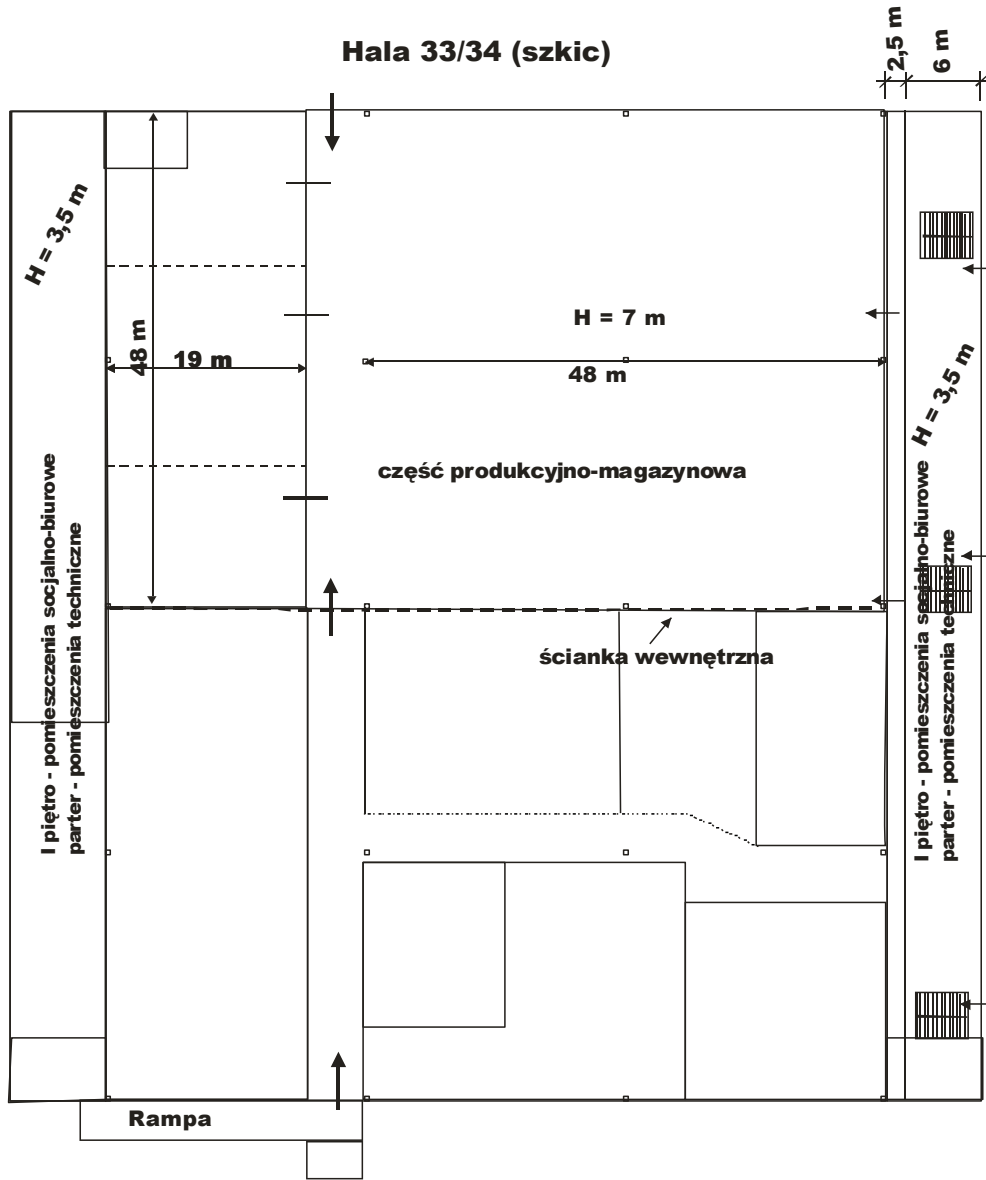 Hala 33/34 (szkic)
2,5 m
6 m
H = 3,5 m
48 m
19 m
H = 7 m
48 m
H = 3,5 m
część produkcyjno-magazynowa
ścianka wewnętrzna
I piętro - pomieszczenia socjalno-biurowe
parter - pomieszczenia techniczne
I piętro - pomieszczenia socjalno-biurowe
parter - pomieszczenia techniczne
Rampa